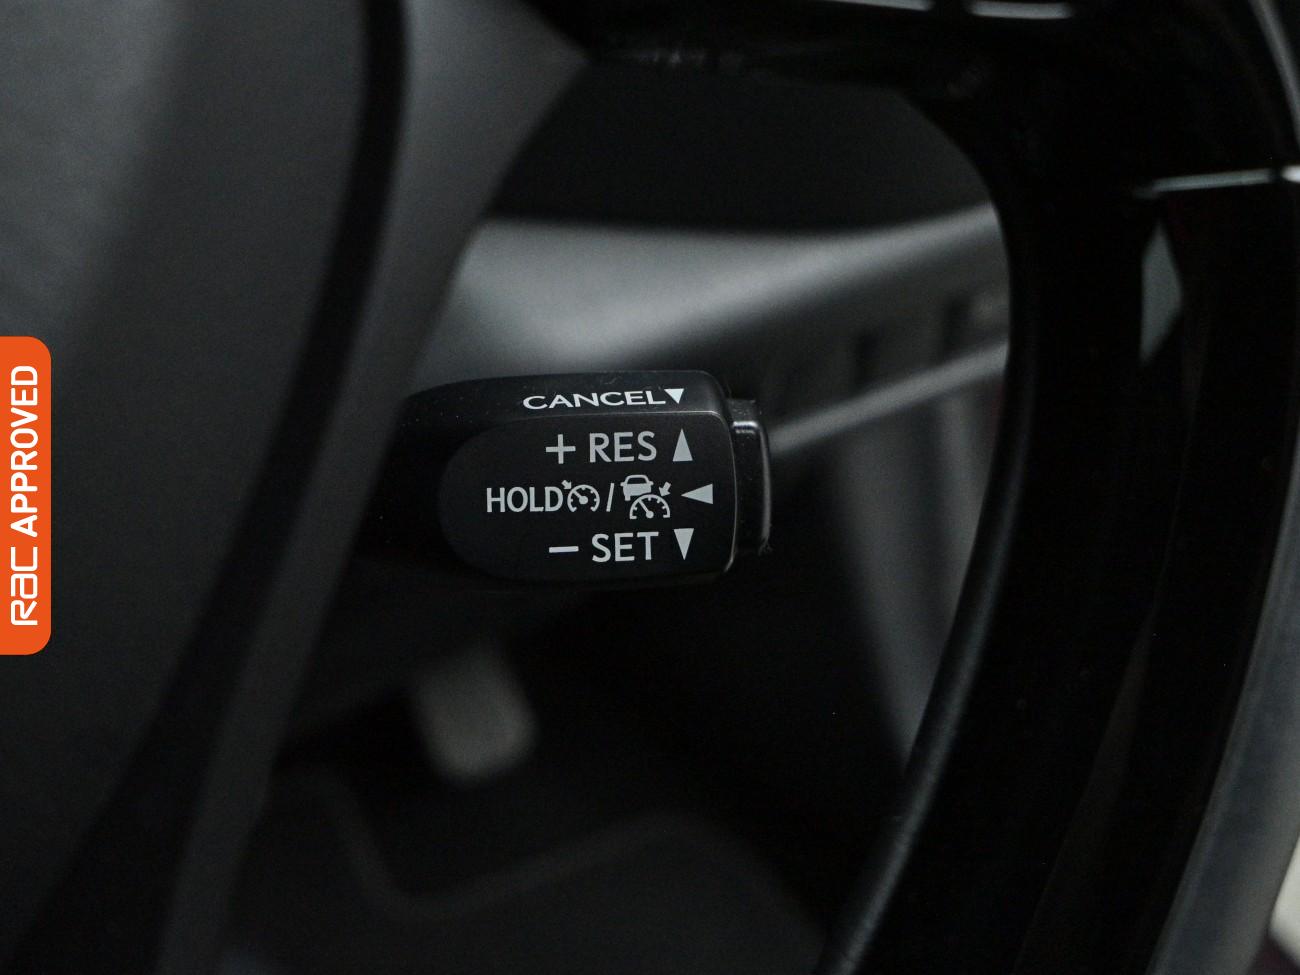 CANCEL▼
+ RES ▲
HOLD / ◀
− SET ▼
RAC APPROVED